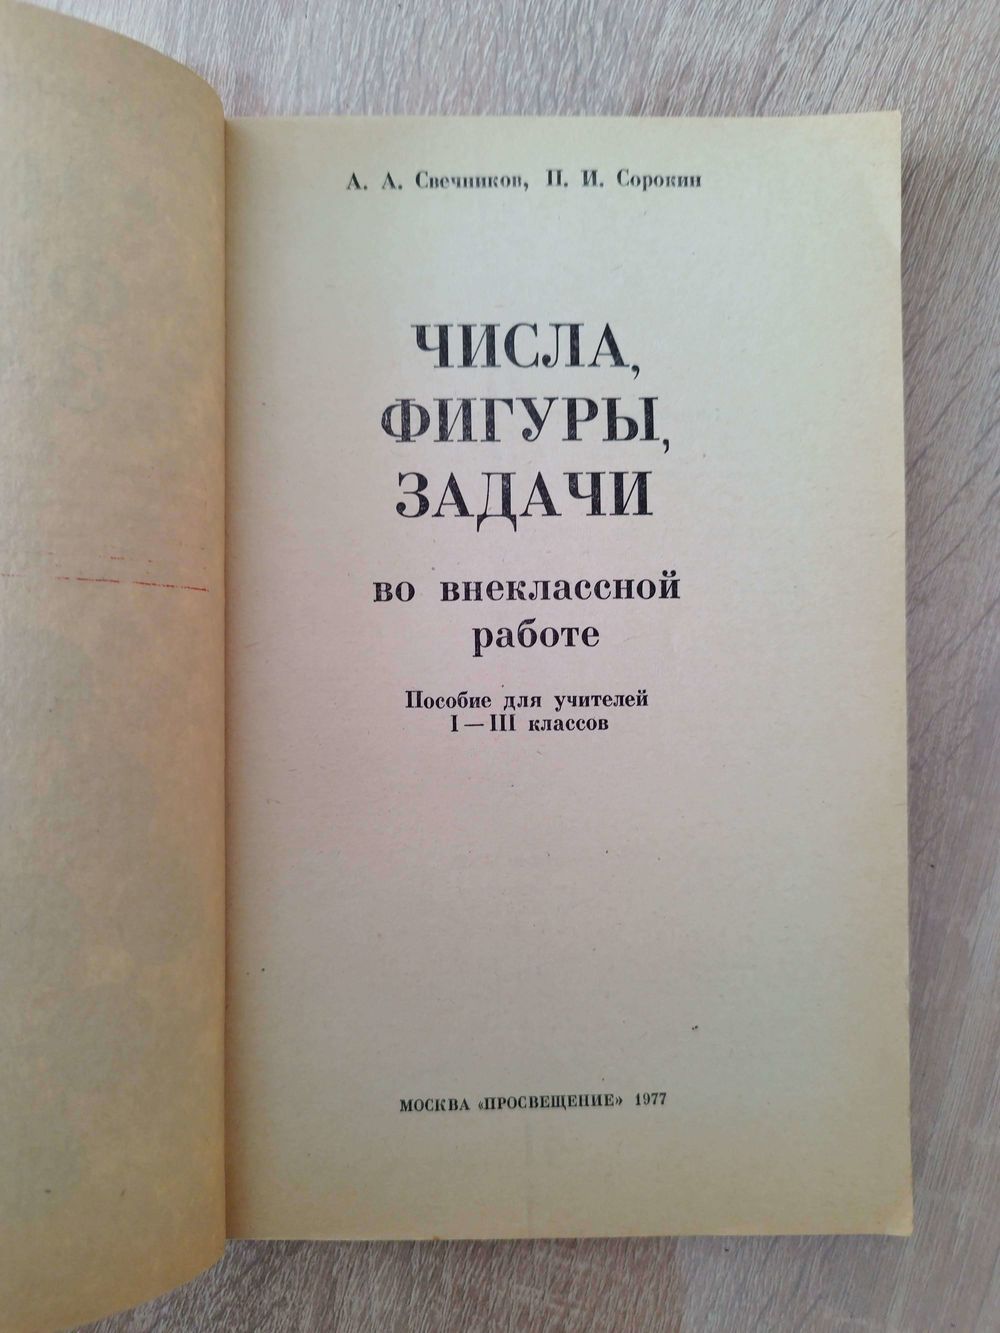 А. А. Свечников, П. И. Сорокин
ЧИСЛА,
ФИГУРЫ,
ЗАДАЧИ
во внеклассной
работе
Пособие для учителей
I—III классов
МОСКВА «ПРОСВЕЩЕНИЕ» 1977